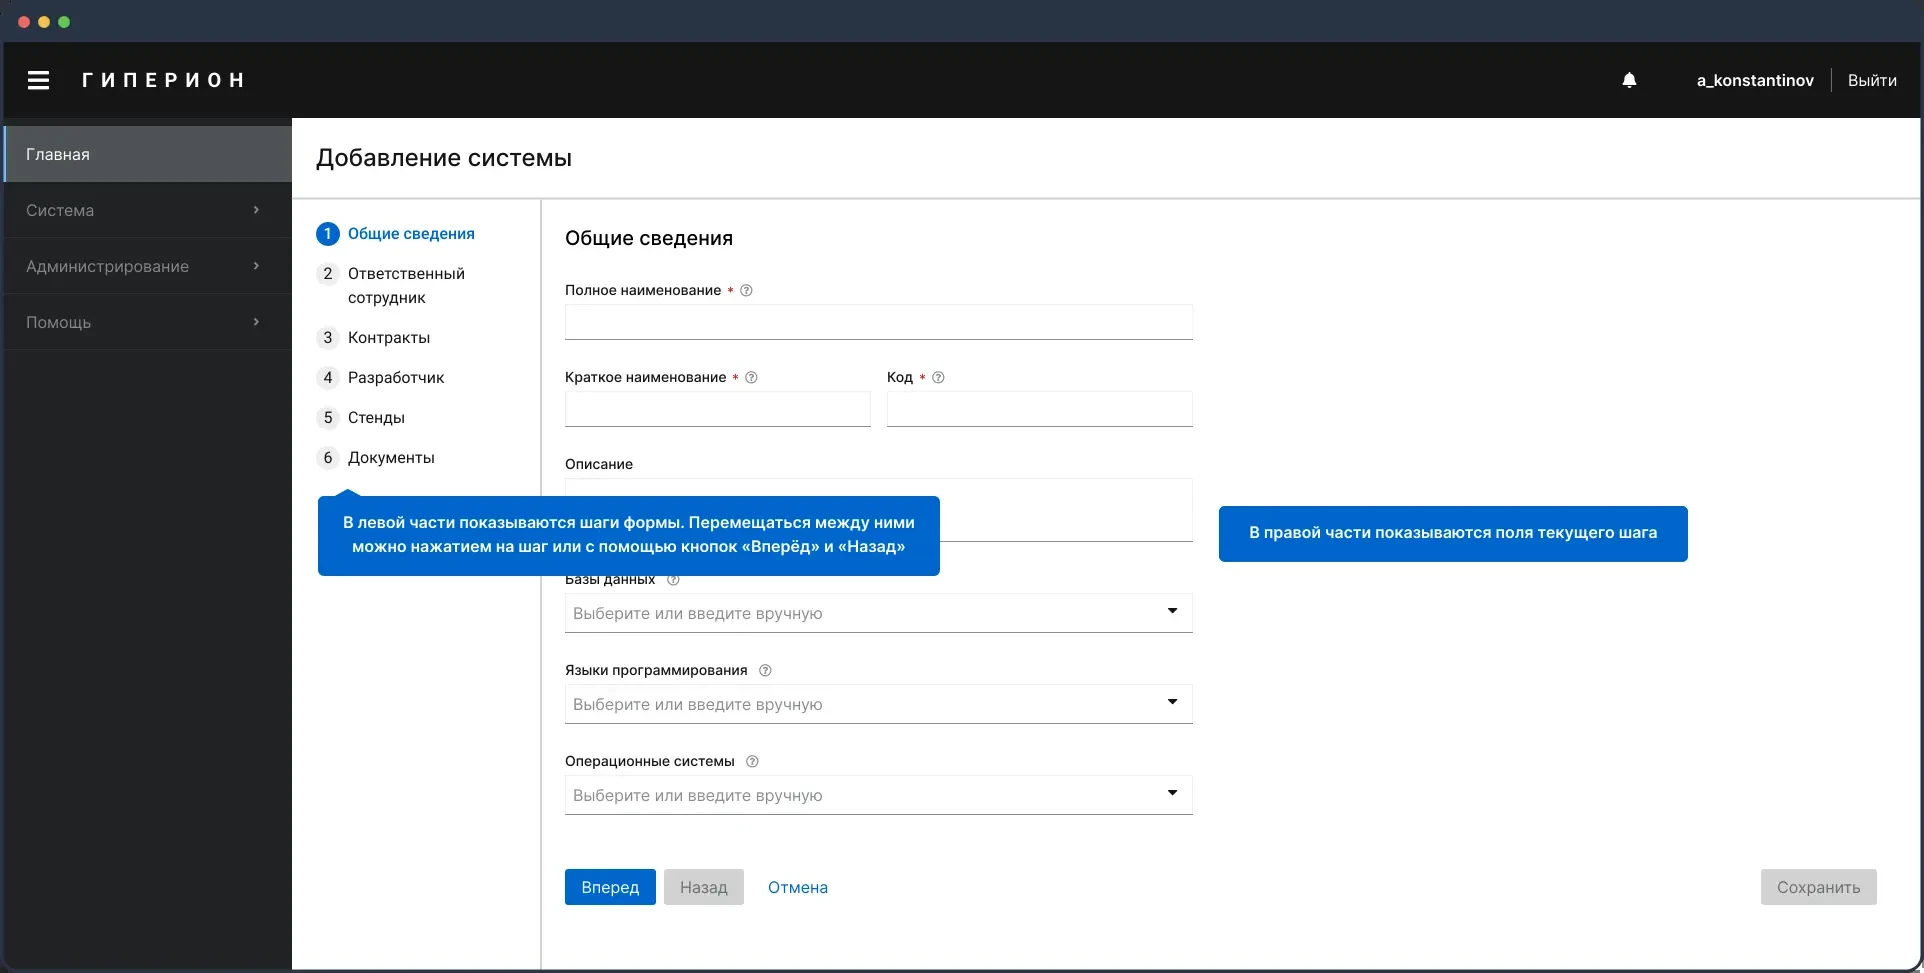 ГИПЕРИОН
a_konstantinov
Выйти
Главная
Система
Администрирование
Помощь
Добавление системы
1 Общие сведения
2 Ответственный
сотрудник
3 Контракты
4 Разработчик
5 Стенды
6 Документы
В левой части показываются шаги формы. Перемещаться между ними
можно нажатием на шаг или с помощью кнопок «Вперёд» и «Назад»
Общие сведения
Полное наименование * ?
Краткое наименование * ?
Код * ?
Описание
В правой части показываются поля текущего шага
Базы данных ?
Выберите или введите вручную
Языки программирования ?
Выберите или введите вручную
Операционные системы ?
Выберите или введите вручную
Вперед
Назад
Отмена
Сохранить